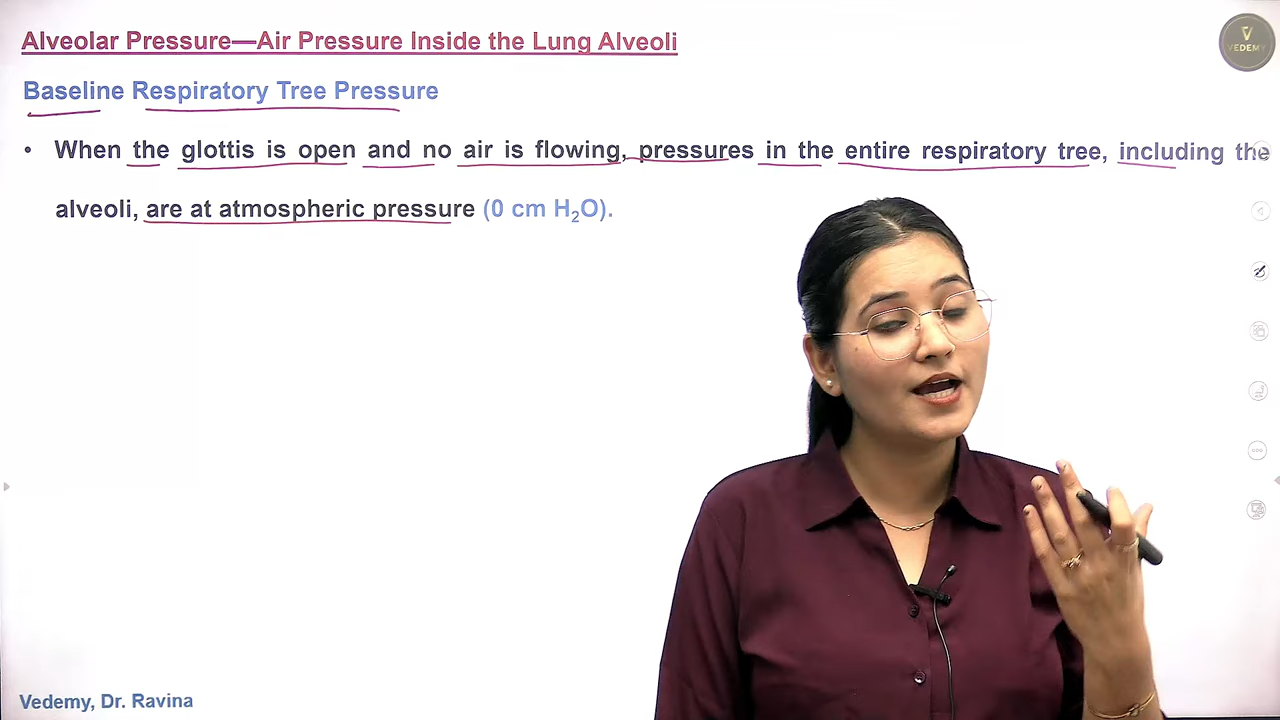 Alveolar Pressure—Air Pressure Inside the Lung Alveoli
VEDEMY
Baseline Respiratory Tree Pressure
• When the glottis is open and no air is flowing, pressures in the entire respiratory tree, including the
alveoli, are at atmospheric pressure (0 cm H₂O).
Vedemy, Dr. Ravina